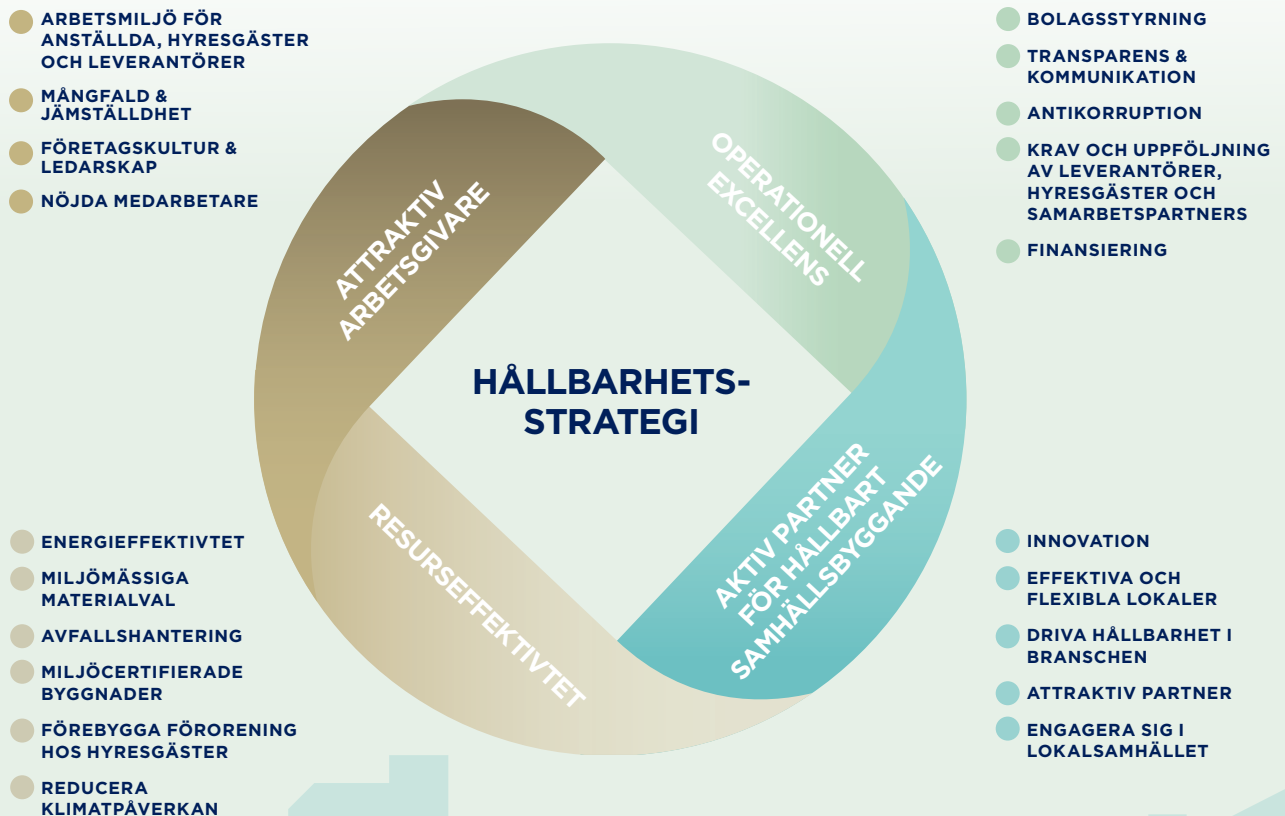 ARBETSMILJÖ FÖR
ANSTÄLLDA, HYRESGÄSTER
OCH LEVERANTÖRER
MÅNGFALD &
JÄMSTÄLLDHET
FÖRETAGSKULTUR &
LEDARSKAP
NÖJDA MEDARBETARE
BOLAGSSTYRNING
TRANSPARENS &
KOMMUNIKATION
ANTIKORRUPTION
KRAV OCH UPPFÖLJNING
AV LEVERANTÖRER,
HYRESGÄSTER OCH
SAMARBETSPARTNERS
FINANSIERING
ATTRAKTIV
ARBETSGIVARE
OPERATIONELL
EXCELLENS
HÅLLBARHETS-
STRATEGI
RESURSEFFEKTIVTET
AKTIV PARTNER
FÖR HÅLLBART
SAMHÄLLSBYGGANDE
ENERGIEFFEKTIVTET
MILJÖMÄSSIGA
MATERIALVAL
AVFALLSHANTERING
MILJÖCERTIFIERADE
BYGGNADER
FÖREBYGGA FÖRORENING
HOS HYRESGÄSTER
REDUCERA
KLIMATPÅVERKAN
INNOVATION
EFFEKTIVA OCH
FLEXIBLA LOKALER
DRIVA HÅLLBARHET I
BRANSCHEN
ATTRAKTIV PARTNER
ENGAGERA SIG I
LOKALSAMHÄLLET